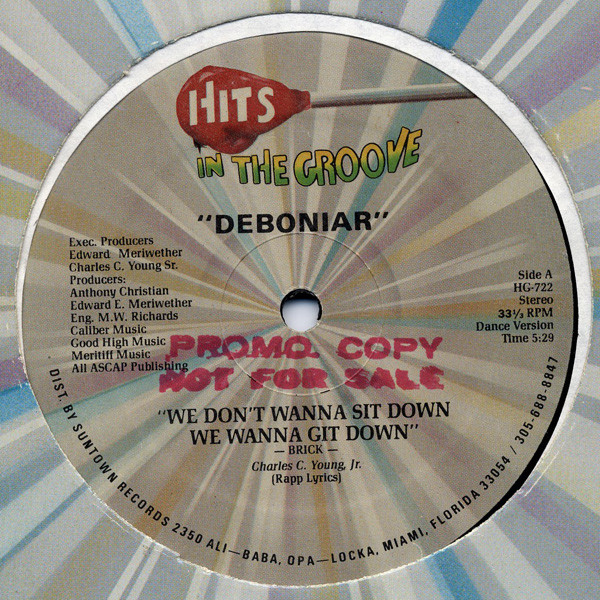 HITS
IN THE GROOVE
"DEBONIAR"
Exec. Producers
Edward Meriwether
Charles C. Young Sr.
Producers:
Anthony Christian
Edward E. Meriwether
Eng. M.W. Richards
Caliber Music
Good High Music
Meritiff Music
All ASCAP Publishing
Side A
HG-722
Stereo
33⅓ RPM
Dance Version
Time 5:29
PROMO. COPY
NOT FOR SALE
"WE DON'T WANNA SIT DOWN
WE WANNA GIT DOWN"
— BRICK —
Charles C. Young, Jr.
(Rapp Lyrics)
DIST. BY SUNTOWN RECORDS 2350 ALI—BABA, OPA—LOCKA, MIAMI, FLORIDA 33054 / 305-688-8847